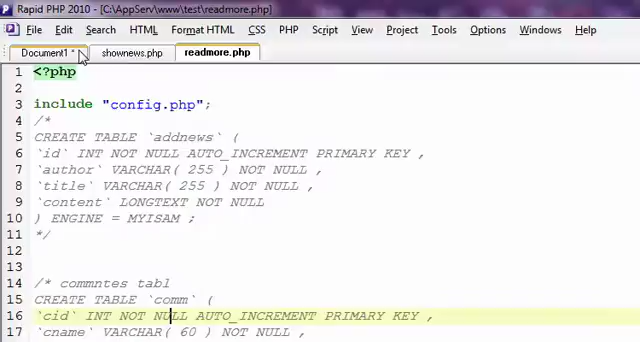 Rapid PHP 2010 - [C:\AppServ\www\test\readmore.php]
File Edit Search HTML Format HTML CSS PHP Script View Project Tools Options Window
Document1 * shownews.php readmore.php
1 <?php
2
3 include "config.php";
4 /*
5 CREATE TABLE `addnews` (
6 `id` INT NOT NULL AUTO_INCREMENT PRIMARY KEY ,
7 `author` VARCHAR( 255 ) NOT NULL ,
8 `title` VARCHAR( 255 ) NOT NULL ,
9 `content` LONGTEXT NOT NULL
10 ) ENGINE = MYISAM ;
11 */
12
13
14 /* commntes tabl
15 CREATE TABLE `comm` (
16 `cid` INT NOT NULL AUTO_INCREMENT PRIMARY KEY ,
17 `cname` VARCHAR( 60 ) NOT NULL ,